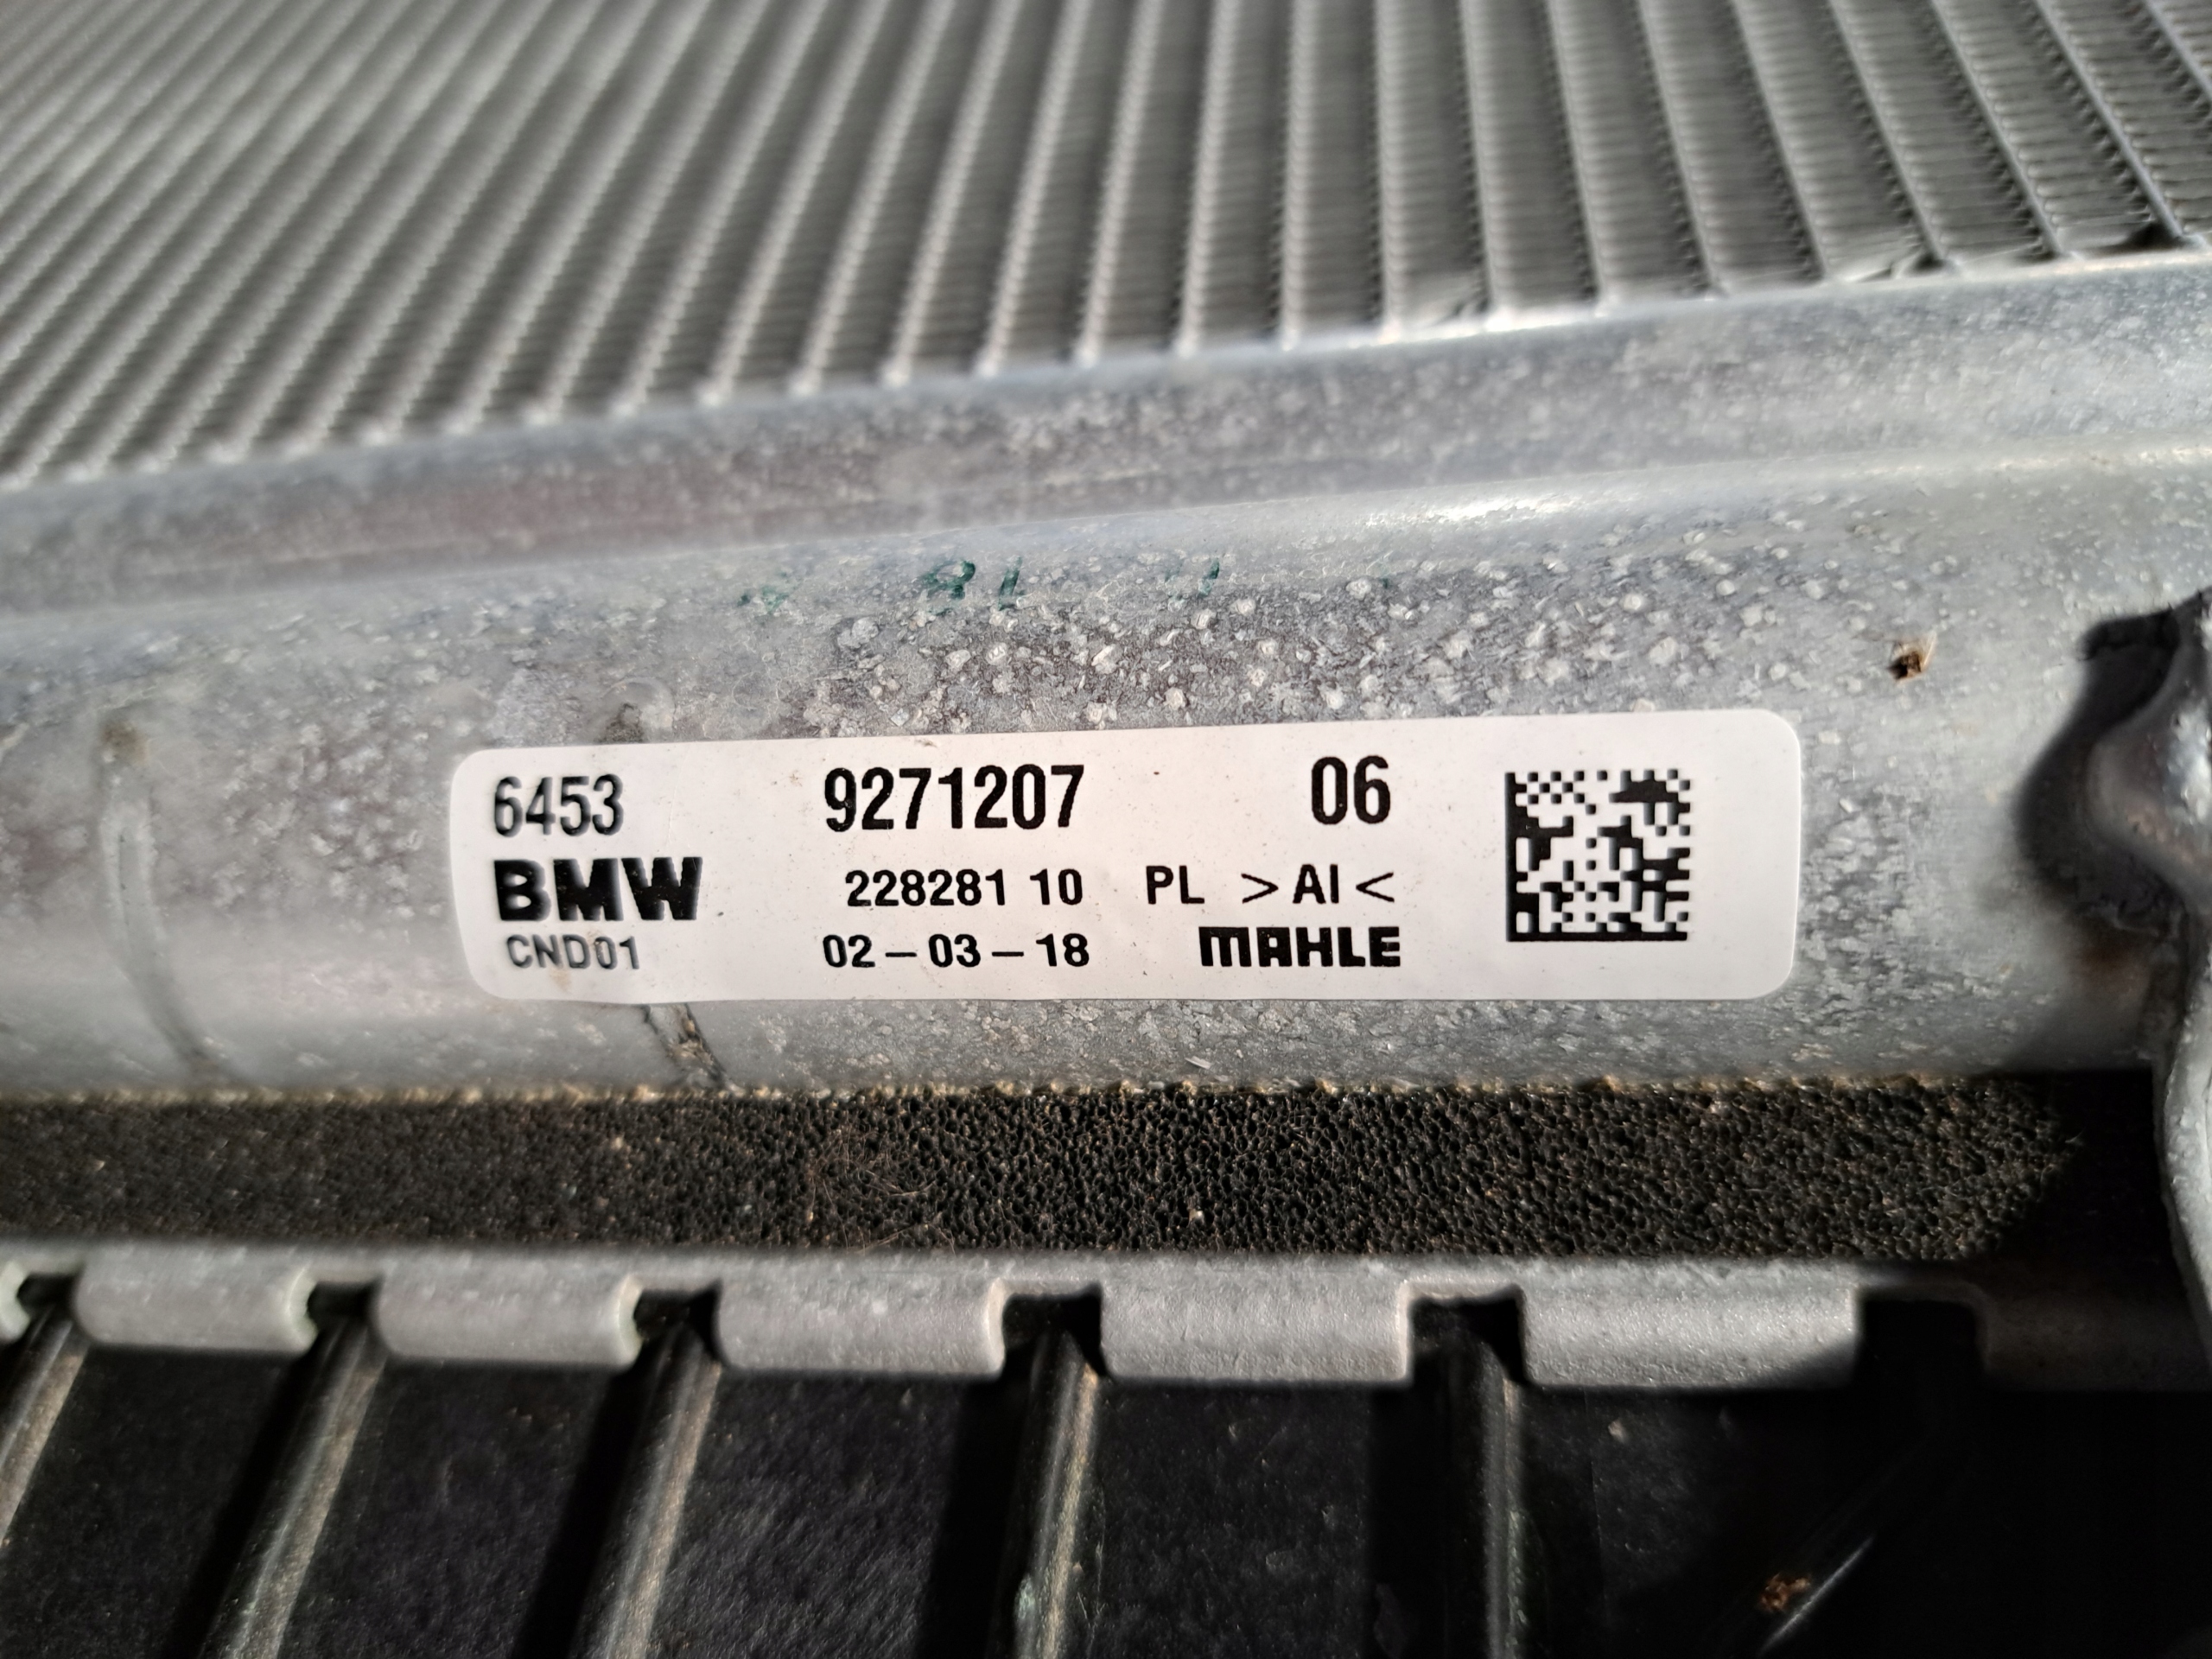 6453 9271207 06
BMW 228281 10 PL >Al<
CND01 02-03-18 MAHLE